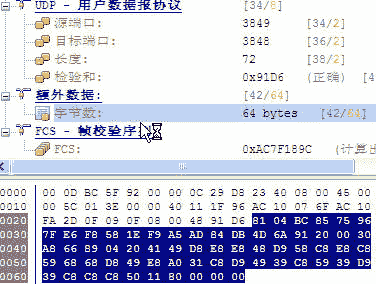 UDP - 用户数据报协议 [34/8]
源端口: 3849 [34/2]
目标端口: 3848 [36/2]
长度: 72 [38/2]
检验和: 0x91D6 (正确) [4
额外数据: [42/64]
字节数: 64 bytes [42/64]
FCS - 帧校验序
FCS: 0xAC7F189C (计算出
0000 00 0D BC 5F 92 00 00 0C 29 D8 23 40 08 00 45 00
0010 00 5C 01 3E 00 00 40 11 1F 96 AC 10 07 6F AC 10
0020 FA 2D 0F 09 0F 08 00 48 91 D6 81 04 BC 85 75 96
0030 7F E6 F8 58 1E F9 A5 AD 84 DB 4D 6A 91 20 00 30
0040 A8 66 B9 04 20 41 49 D8 E8 E8 48 D9 58 C8 E8 C8
0050 59 68 68 D8 49 E8 A0 31 C8 D9 49 39 C8 59 39 D9
0060 39 C8 C8 C8 50 11 80 00 00 00